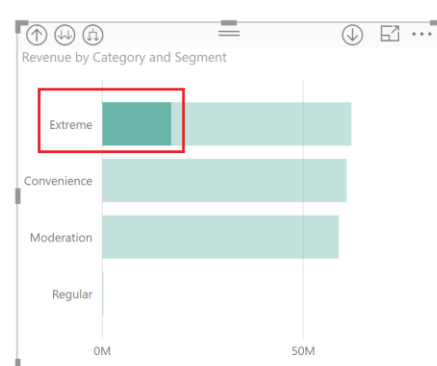 Revenue by Category and Segment
Extreme
Convenience
Moderation
Regular
0M
50M